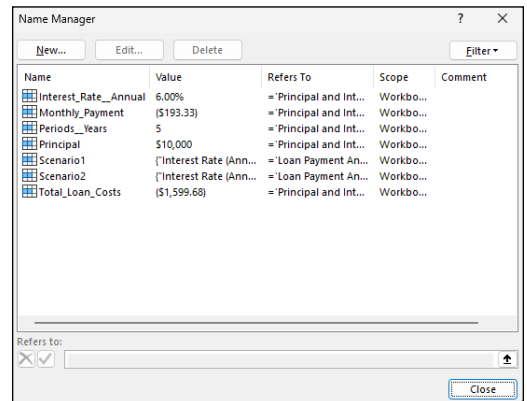 Name Manager ? X
New... Edit... Delete Filter
Name Value Refers To Scope Comment
Interest_Rate__Annual 6.00% ='Principal and Int... Workbo...
Monthly_Payment ($193.33) ='Principal and Int... Workbo...
Periods__Years 5 ='Principal and Int... Workbo...
Principal $10,000 ='Principal and Int... Workbo...
Scenario1 {"Interest Rate (Ann... ='Loan Payment An... Workbo...
Scenario2 {"Interest Rate (Ann... ='Loan Payment An... Workbo...
Total_Loan_Costs ($1,599.68) ='Principal and Int... Workbo...
Refers to:
Close